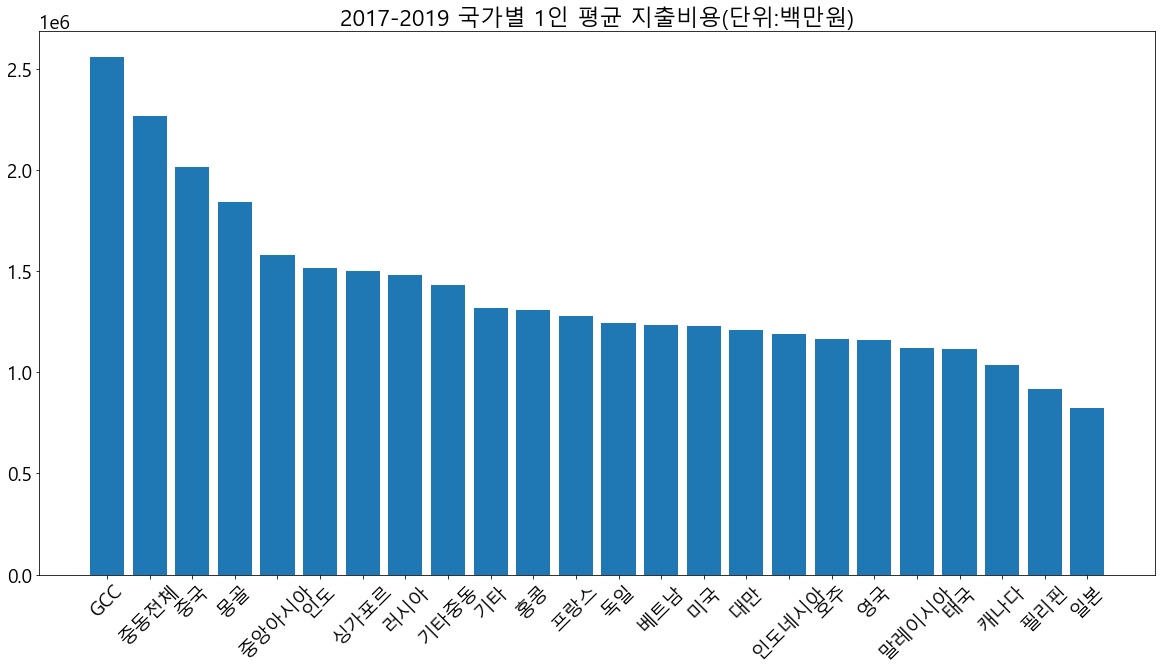 2017-2019 국가별 1인 평균 지출비용(단위:백만원)
1e6
2.5
2.0
1.5
1.0
0.5
0.0
GCC
중동전체
중국
몽골
중앙아시아
인도
싱가포르
러시아
기타중동
기타
홍콩
프랑스
독일
베트남
미국
대만
인도네시아
호주
영국
말레이시아
태국
캐나다
필리핀
일본